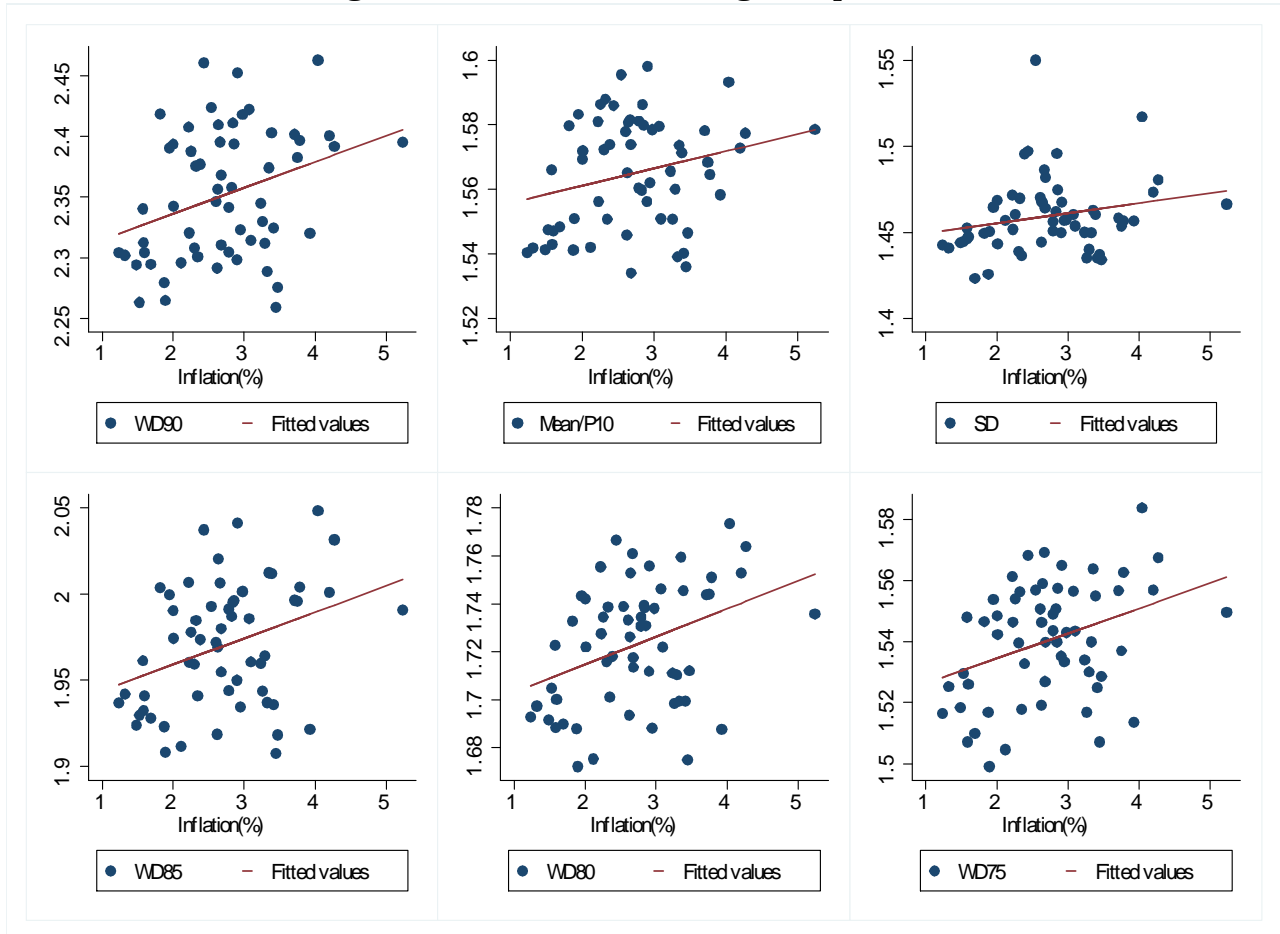 2.45
2.4
2.35
2.3
2.25
1 2 3 4 5
Inflation(%)
WD90 Fitted values
1.6
1.58
1.56
1.54
1.52
1 2 3 4 5
Inflation(%)
Mean/P10 Fitted values
1.55
1.5
1.45
1.4
1 2 3 4 5
Inflation(%)
SD Fitted values
2.05
2
1.95
1.9
1 2 3 4 5
Inflation(%)
WD85 Fitted values
1.78
1.76
1.74
1.72
1.7
1.68
1 2 3 4 5
Inflation(%)
WD80 Fitted values
1.58
1.56
1.54
1.52
1.5
1 2 3 4 5
Inflation(%)
WD75 Fitted values